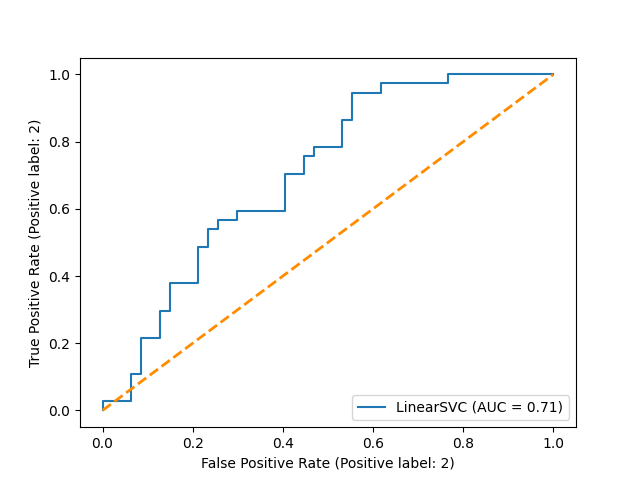 1.0
0.8
0.6
0.4
0.2
0.0
True Positive Rate (Positive label: 2)
LinearSVC (AUC = 0.71)
0.0 0.2 0.4 0.6 0.8 1.0
False Positive Rate (Positive label: 2)